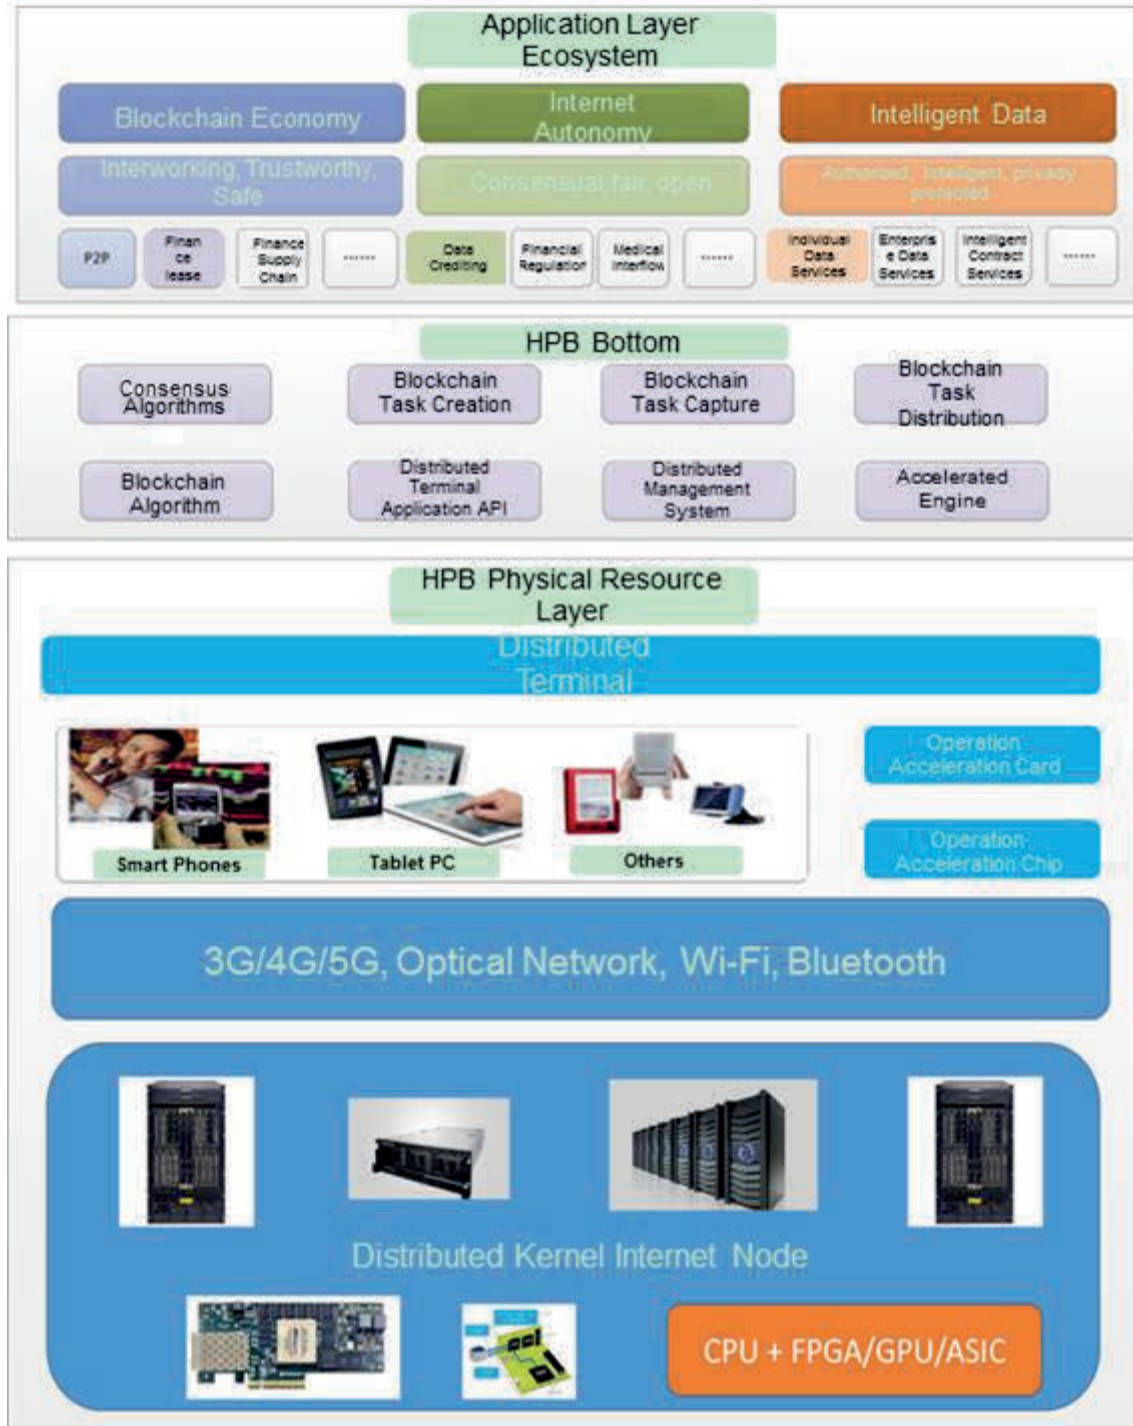 Application Layer
Ecosystem
Blockchain Economy
Internet
Autonomy
Intelligent Data
Interworking, Trustworthy,
Safe
Consensual, fair, open
Authorized, Intelligent, privacy
protected
P2P
Finan
ce
lease
Finance
Supply
Chain
......
Data
Crediting
Financial
Regulation
Medical
Interflow
......
Individual
Data
Services
Enterpris
e Data
Services
Intelligent
Contract
Services
......
HPB Bottom
Consensus
Algorithms
Blockchain
Task Creation
Blockchain
Task Capture
Blockchain
Task
Distribution
Blockchain
Algorithm
Distributed
Terminal
Application API
Distributed
Management
System
Accelerated
Engine
HPB Physical Resource
Layer
Distributed
Terminal
Operation
Acceleration Card
Smart Phones
Tablet PC
Others
Operation
Acceleration Chip
3G/4G/5G, Optical Network, Wi-Fi, Bluetooth
Distributed Kernel Internet Node
CPU + FPGA/GPU/ASIC